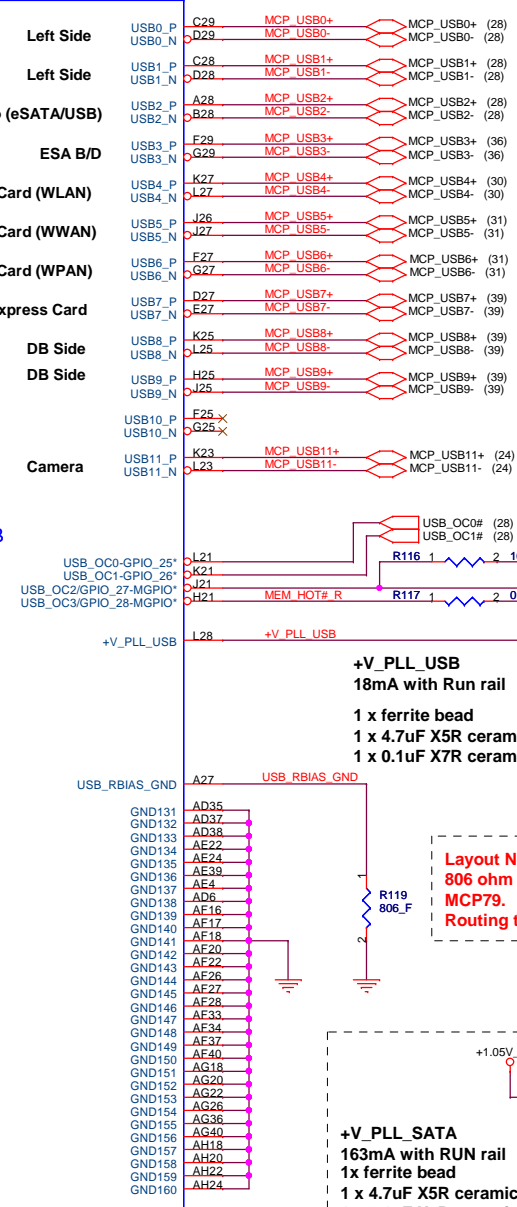 Left Side USB0_P C29 MCP_USB0+ MCP_USB0+ (28)
USB0_N D29 MCP_USB0- MCP_USB0- (28)
Left Side USB1_P C28 MCP_USB1+ MCP_USB1+ (28)
USB1_N D28 MCP_USB1- MCP_USB1- (28)
(eSATA/USB) USB2_P A28 MCP_USB2+ MCP_USB2+ (28)
USB2_N B28 MCP_USB2- MCP_USB2- (28)
ESA B/D USB3_P F29 MCP_USB3+ MCP_USB3+ (36)
USB3_N G29 MCP_USB3- MCP_USB3- (36)
Card (WLAN) USB4_P K27 MCP_USB4+ MCP_USB4+ (30)
USB4_N L27 MCP_USB4- MCP_USB4- (30)
Card (WWAN) USB5_P J26 MCP_USB5+ MCP_USB5+ (31)
USB5_N J27 MCP_USB5- MCP_USB5- (31)
Card (WPAN) USB6_P F27 MCP_USB6+ MCP_USB6+ (31)
USB6_N G27 MCP_USB6- MCP_USB6- (31)
xpress Card USB7_P D27 MCP_USB7+ MCP_USB7+ (39)
USB7_N E27 MCP_USB7- MCP_USB7- (39)
DB Side USB8_P K25 MCP_USB8+ MCP_USB8+ (39)
USB8_N L25 MCP_USB8- MCP_USB8- (39)
DB Side USB9_P H25 MCP_USB9+ MCP_USB9+ (39)
USB9_N J25 MCP_USB9- MCP_USB9- (39)
USB10_P F25
USB10_N G25
Camera USB11_P K23 MCP_USB11+ MCP_USB11+ (24)
USB11_N L23 MCP_USB11- MCP_USB11- (24)
USB_OC0# (28)
USB_OC1# (28)
USB_OC0-GPIO_25* L21 R116 1 2
USB_OC1-GPIO_26* K21
USB_OC2/GPIO_27-MGPIO* J21
USB_OC3/GPIO_28-MGPIO* H21 MEM_HOT#_R R117 1 2 0
+V_PLL_USB L28 +V_PLL_USB
+V_PLL_USB
18mA with Run rail
1 x ferrite bead
1 x 4.7uF X5R ceram
1 x 0.1uF X7R ceram
USB_RBIAS_GND A27 USB_RBIAS_GND
GND131 AD35
GND132 AD37
GND133 AD38
GND134 AE22
GND135 AE24
GND136 AE39
GND137 AE4
GND138 AD6
GND139 AF16
GND140 AF17
GND141 AF18
GND142 AF20
GND143 AF22
GND144 AF26
GND145 AF27
GND146 AF28
GND147 AF33
GND148 AF34
GND149 AF37
GND150 AF40
GND151 AG18
GND152 AG20
GND153 AG22
GND154 AG26
GND155 AG36
GND156 AG40
GND157 AH18
GND158 AH20
GND159 AH22
GND160 AH24
1
R119
806_F
2
Layout N
806 ohm
MCP79.
Routing t
+1.05V_
+V_PLL_SATA
163mA with RUN rail
1x ferrite bead
1 x 4.7uF X5R ceramic